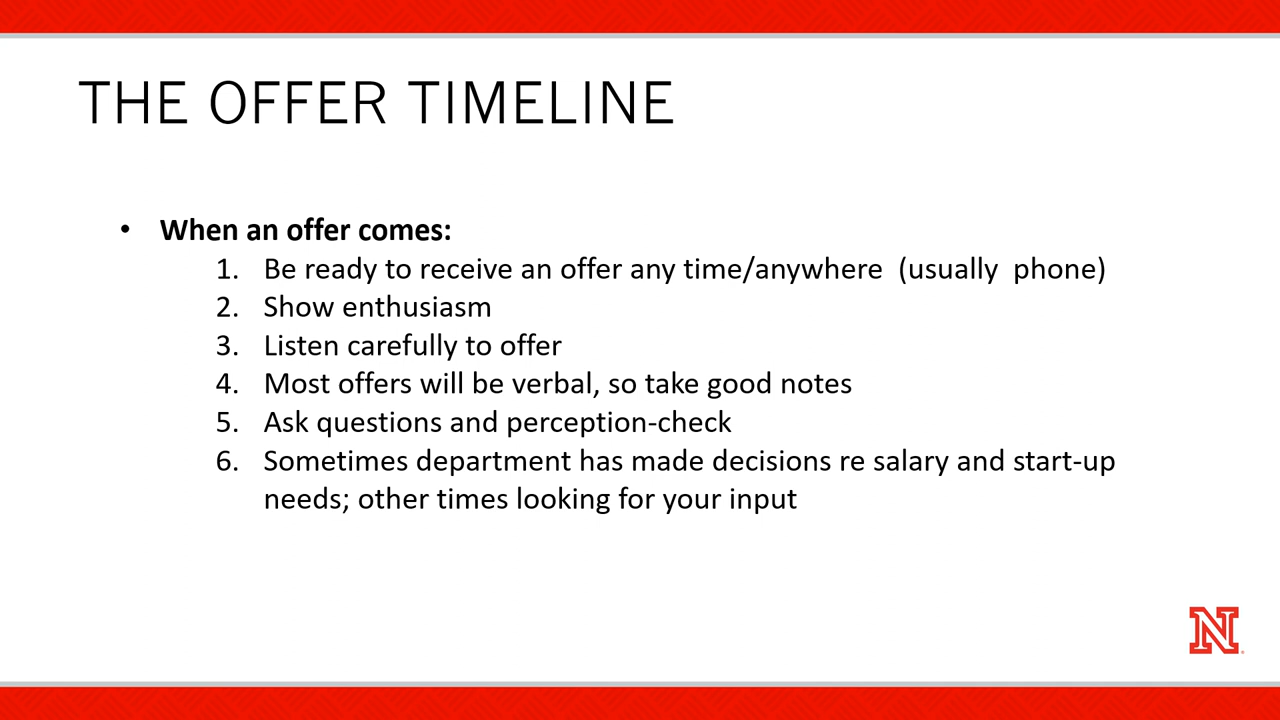 THE OFFER TIMELINE
• When an offer comes:
1. Be ready to receive an offer any time/anywhere (usually phone)
2. Show enthusiasm
3. Listen carefully to offer
4. Most offers will be verbal, so take good notes
5. Ask questions and perception-check
6. Sometimes department has made decisions re salary and start-up
needs; other times looking for your input
N